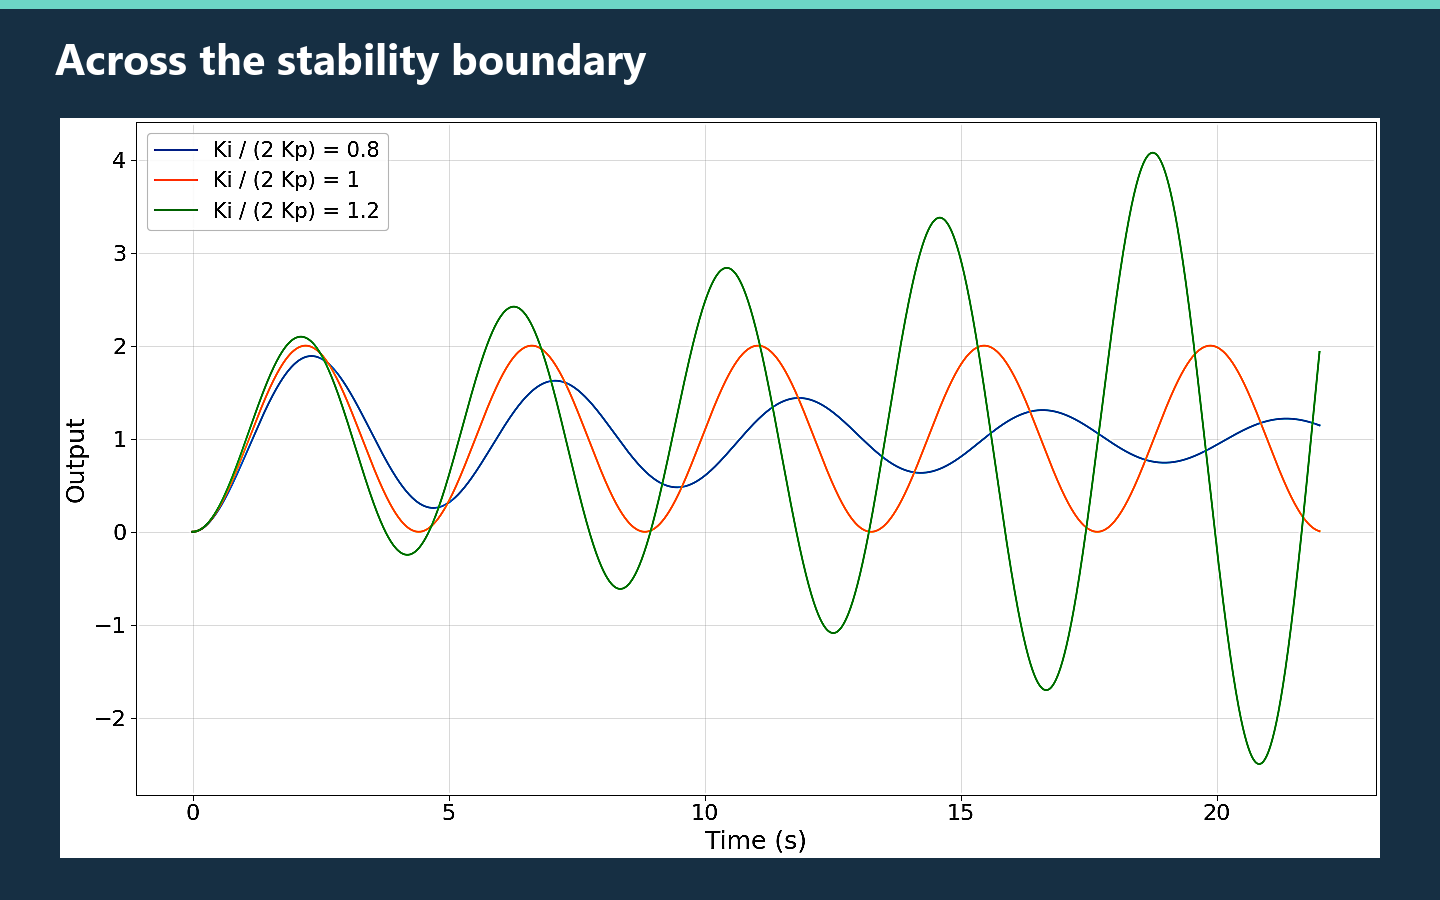 Across the stability boundary
Ki / (2 Kp) = 0.8
Ki / (2 Kp) = 1
Ki / (2 Kp) = 1.2
4
3
2
1
0
−1
−2
Output
0 5 10 15 20
Time (s)